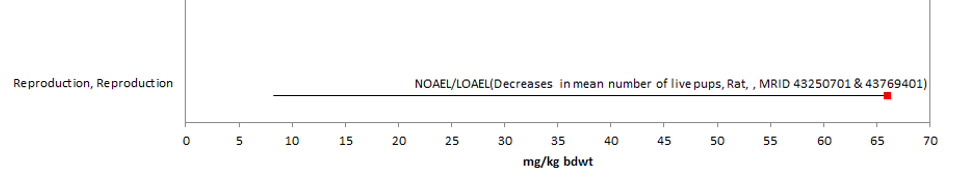 NOAEL/LOAEL(Decreases in mean number of live pups, Rat, , MRID 43250701 & 43769401)
Reproduction, Reproduction
0 5 10 15 20 25 30 35 40 45 50 55 60 65 70
mg/kg bdwt